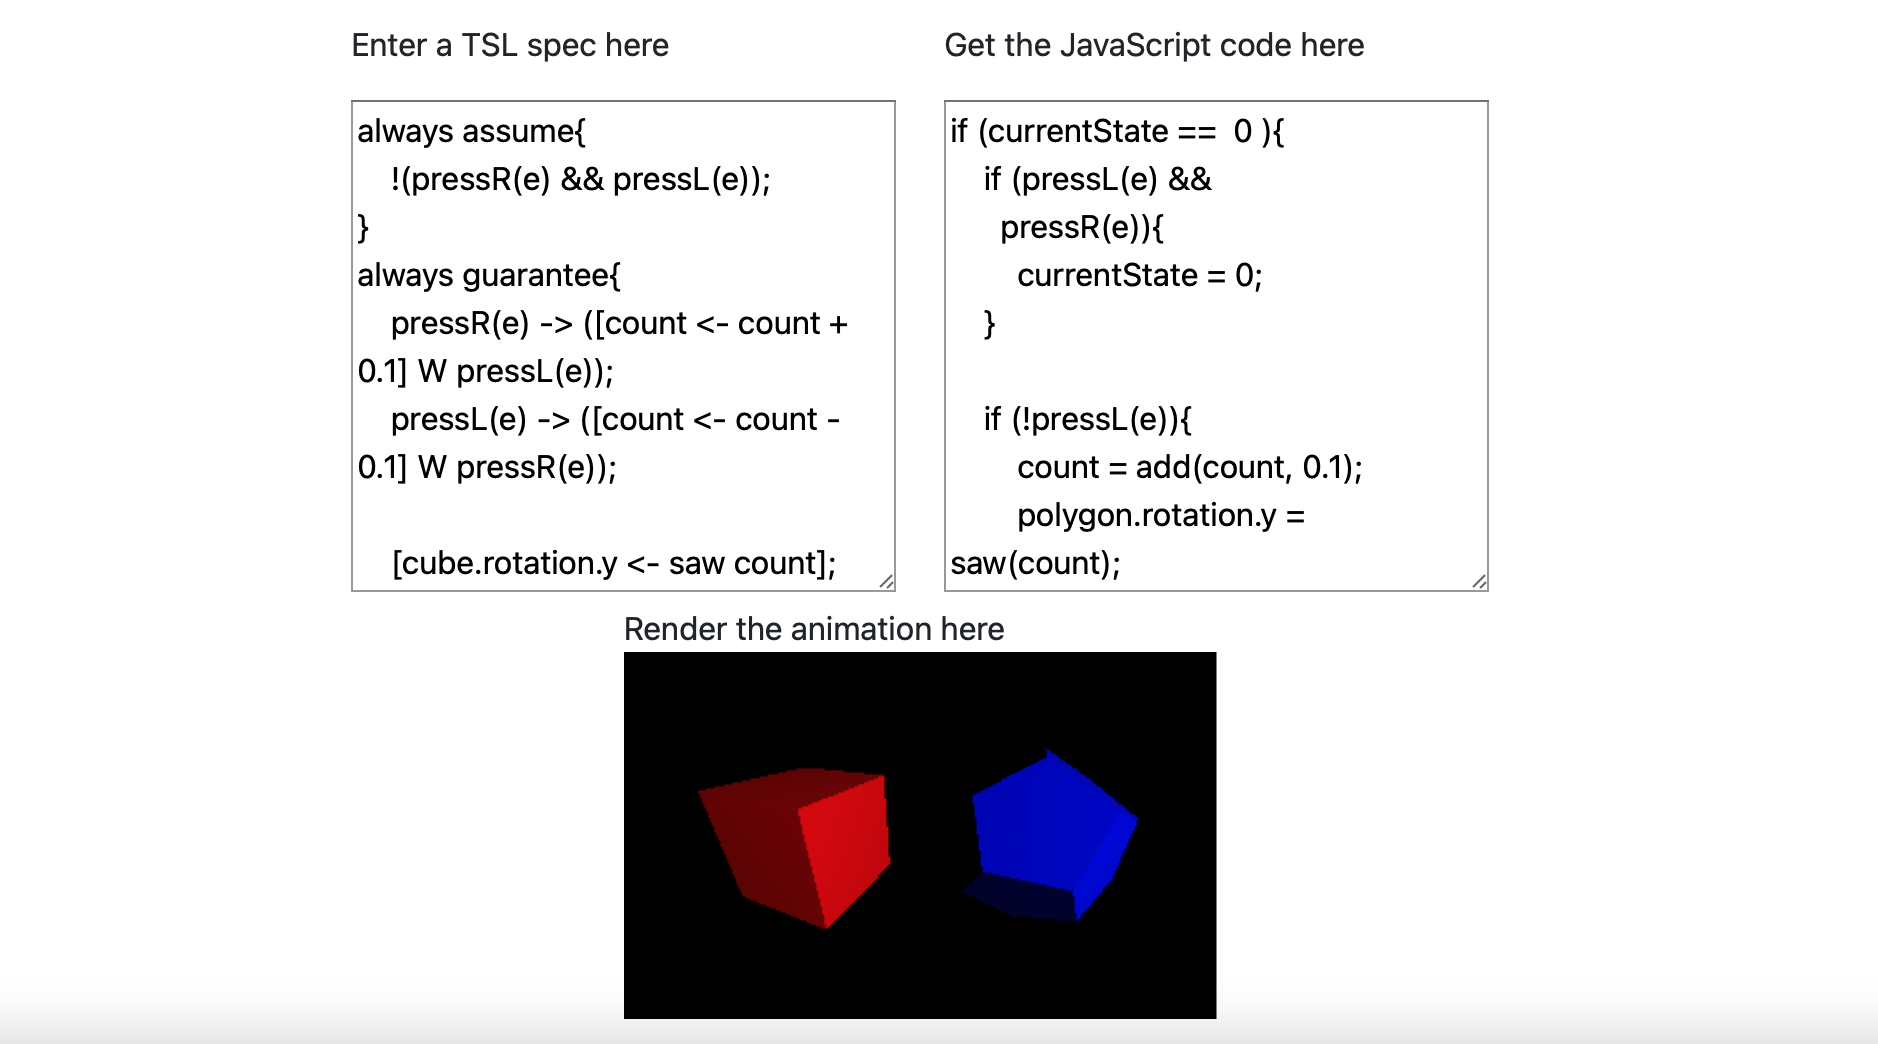 Enter a TSL spec here
always assume{
    !(pressR(e) && pressL(e));
}
always guarantee{
    pressR(e) -> ([count <- count +
0.1] W pressL(e));
    pressL(e) -> ([count <- count -
0.1] W pressR(e));

    [cube.rotation.y <- saw count];
Get the JavaScript code here
if (currentState ==  0 ){
    if (pressL(e) &&
      pressR(e)){
        currentState = 0;
    }

    if (!pressL(e)){
        count = add(count, 0.1);
        polygon.rotation.y =
saw(count);
Render the animation here